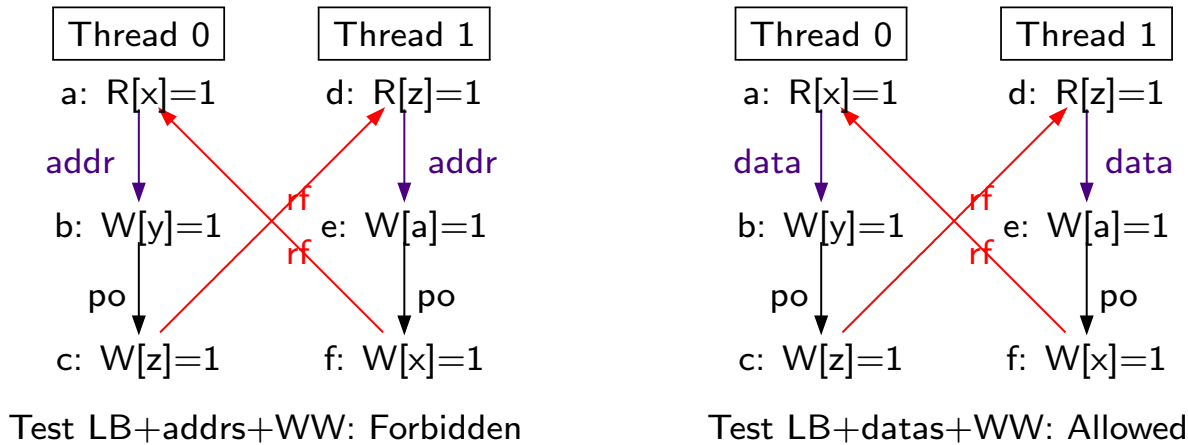 Thread 0 Thread 1 Thread 0 Thread 1
a: R[x]=1 d: R[z]=1 a: R[x]=1 d: R[z]=1
addr addr data data
rf rf
b: W[y]=1 e: W[a]=1 b: W[y]=1 e: W[a]=1
rf rf
po po po po
c: W[z]=1 f: W[x]=1 c: W[z]=1 f: W[x]=1
Test LB+addrs+WW: Forbidden Test LB+datas+WW: Allowed